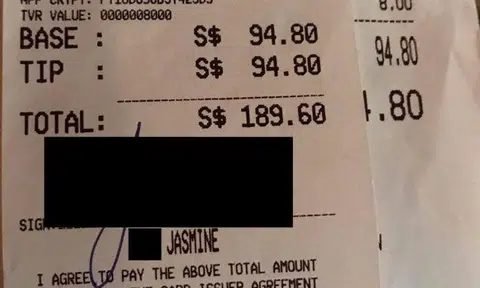 TVR VALUE: 0000008000
BASE : S$ 94.80
TIP : S$ 94.80
TOTAL: S$ 189.60
JASMINE
I AGREE TO PAY THE ABOVE TOTAL AMOUNT
CARD ISSUER AGREEMENT
8.00
94.80
4.80